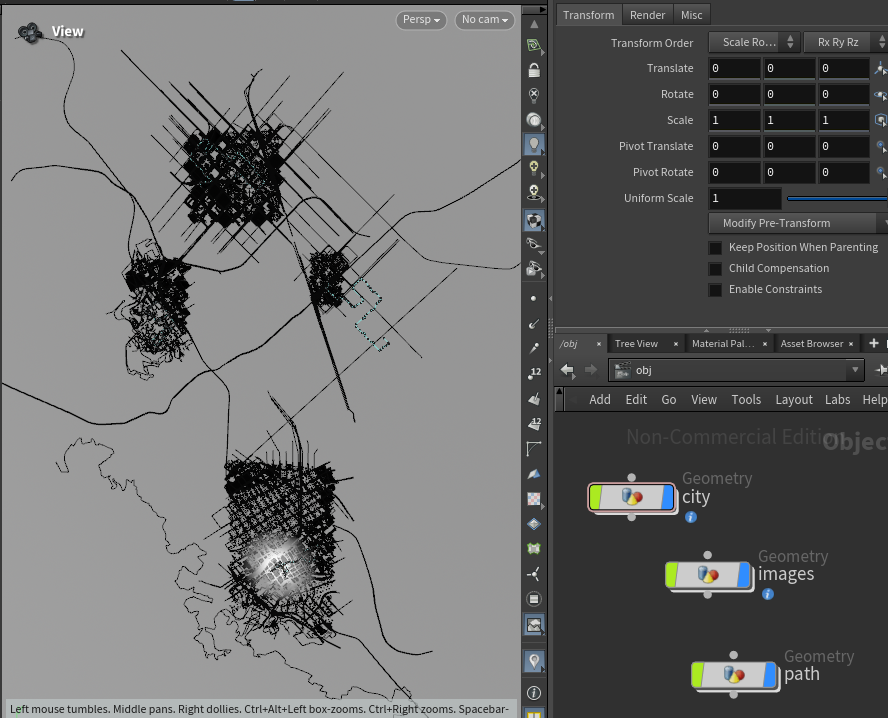 View
Persp
No cam
Transform
Render
Misc
Transform Order
Scale Ro...
Rx Ry Rz
Translate
0
0
0
Rotate
0
0
0
Scale
1
1
1
Pivot Translate
0
0
0
Pivot Rotate
0
0
0
Uniform Scale
1
Modify Pre-Transform
Keep Position When Parenting
Child Compensation
Enable Constraints
/obj
Tree View
Material Pal...
Asset Browser
obj
Add Edit Go View Tools Layout Labs Help
Non-Commercial Edition
Objec
Geometry
city
Geometry
images
Geometry
path
12
12
Left mouse tumbles. Middle pans. Right dollies. Ctrl+Alt+Left box-zooms. Ctrl+Right zooms. Spacebar-